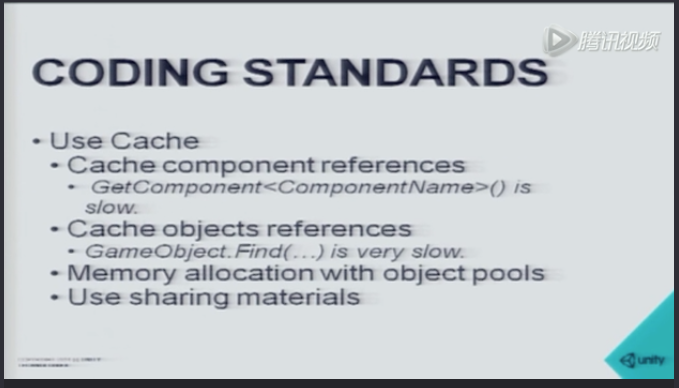 腾讯视频
CODING STANDARDS
• Use Cache
• Cache component references
• GetComponent<ComponentName>() is
slow.
• Cache objects references
• GameObject.Find(...) is very slow.
• Memory allocation with object pools
• Use sharing materials
unity